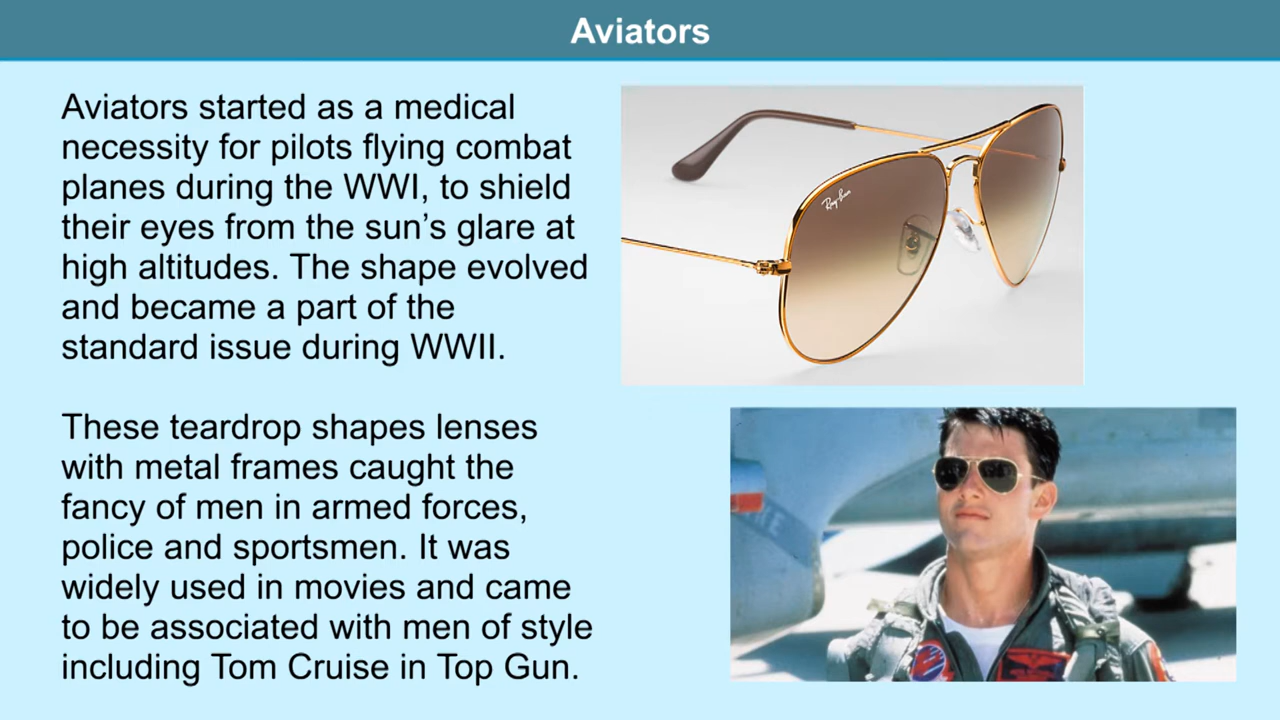 Aviators
Aviators started as a medical
necessity for pilots flying combat
planes during the WWI, to shield
their eyes from the sun’s glare at
high altitudes. The shape evolved
and became a part of the
standard issue during WWII.
These teardrop shapes lenses
with metal frames caught the
fancy of men in armed forces,
police and sportsmen. It was
widely used in movies and came
to be associated with men of style
including Tom Cruise in Top Gun.
Ray-Ban